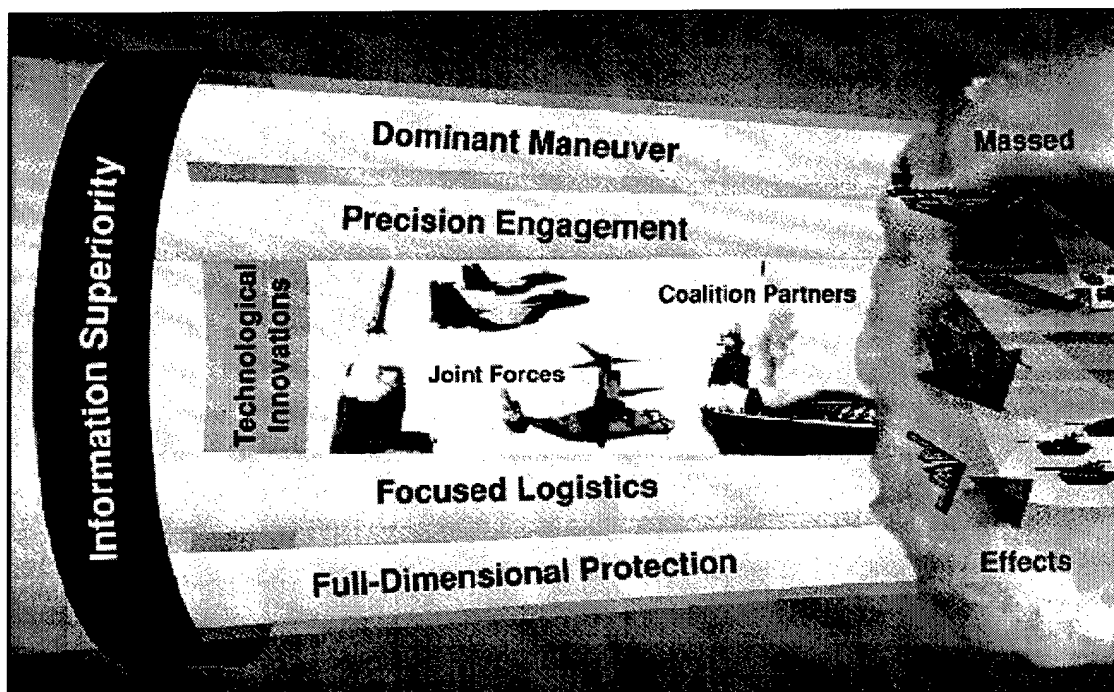 Information Superiority
Dominant Maneuver
Precision Engagement
Technological
Innovations
Coalition Partners
Joint Forces
Focused Logistics
Full-Dimensional Protection
Massed
Effects